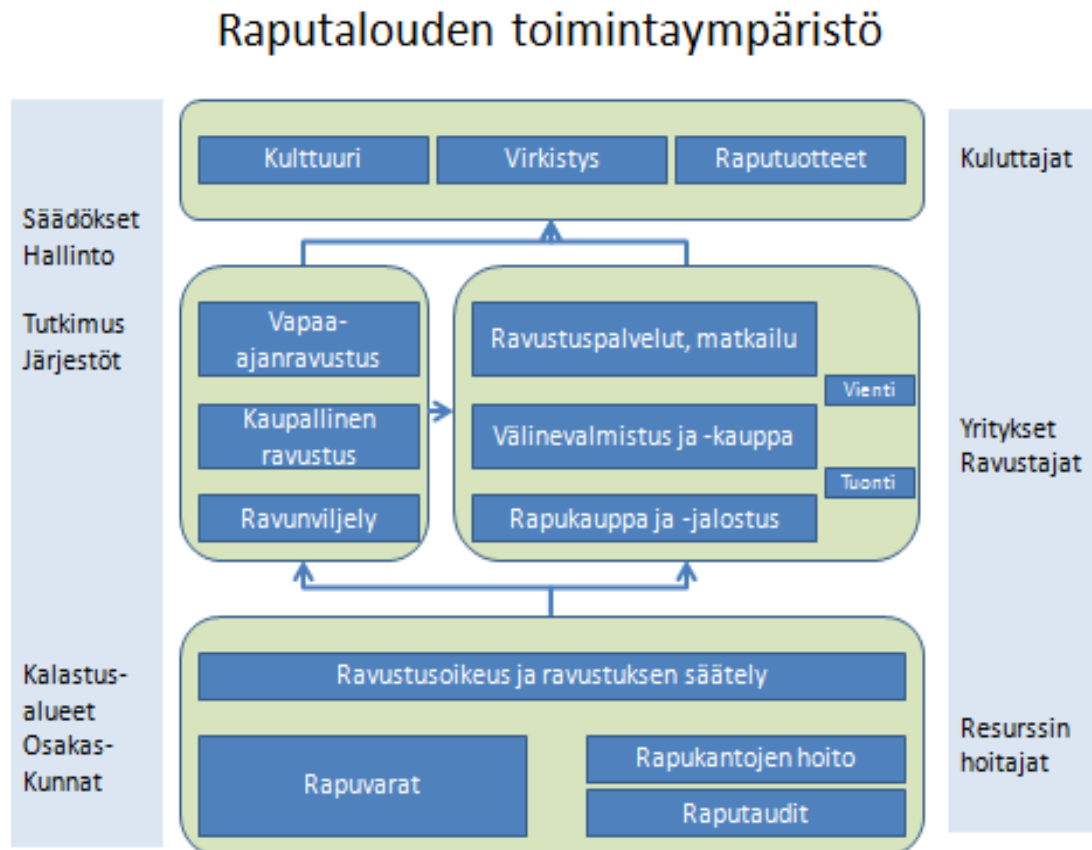 Raputalouden toimintaympäristö
Säädökset
Hallinto
Tutkimus
Järjestöt
Kalastus-
alueet
Osakas-
Kunnat
Kulttuuri
Virkistys
Raputuotteet
Vapaa-
ajanravustus
Kaupallinen
ravustus
Ravunviljely
Ravustuspalvelut, matkailu
Vienti
Välinevalmistus ja -kauppa
Tuonti
Rapukauppa ja -jalostus
Ravustusoikeus ja ravustuksen säätely
Rapuvarat
Rapukantojen hoito
Raputaudit
Kuluttajat
Yritykset
Ravustajat
Resurssin
hoitajat